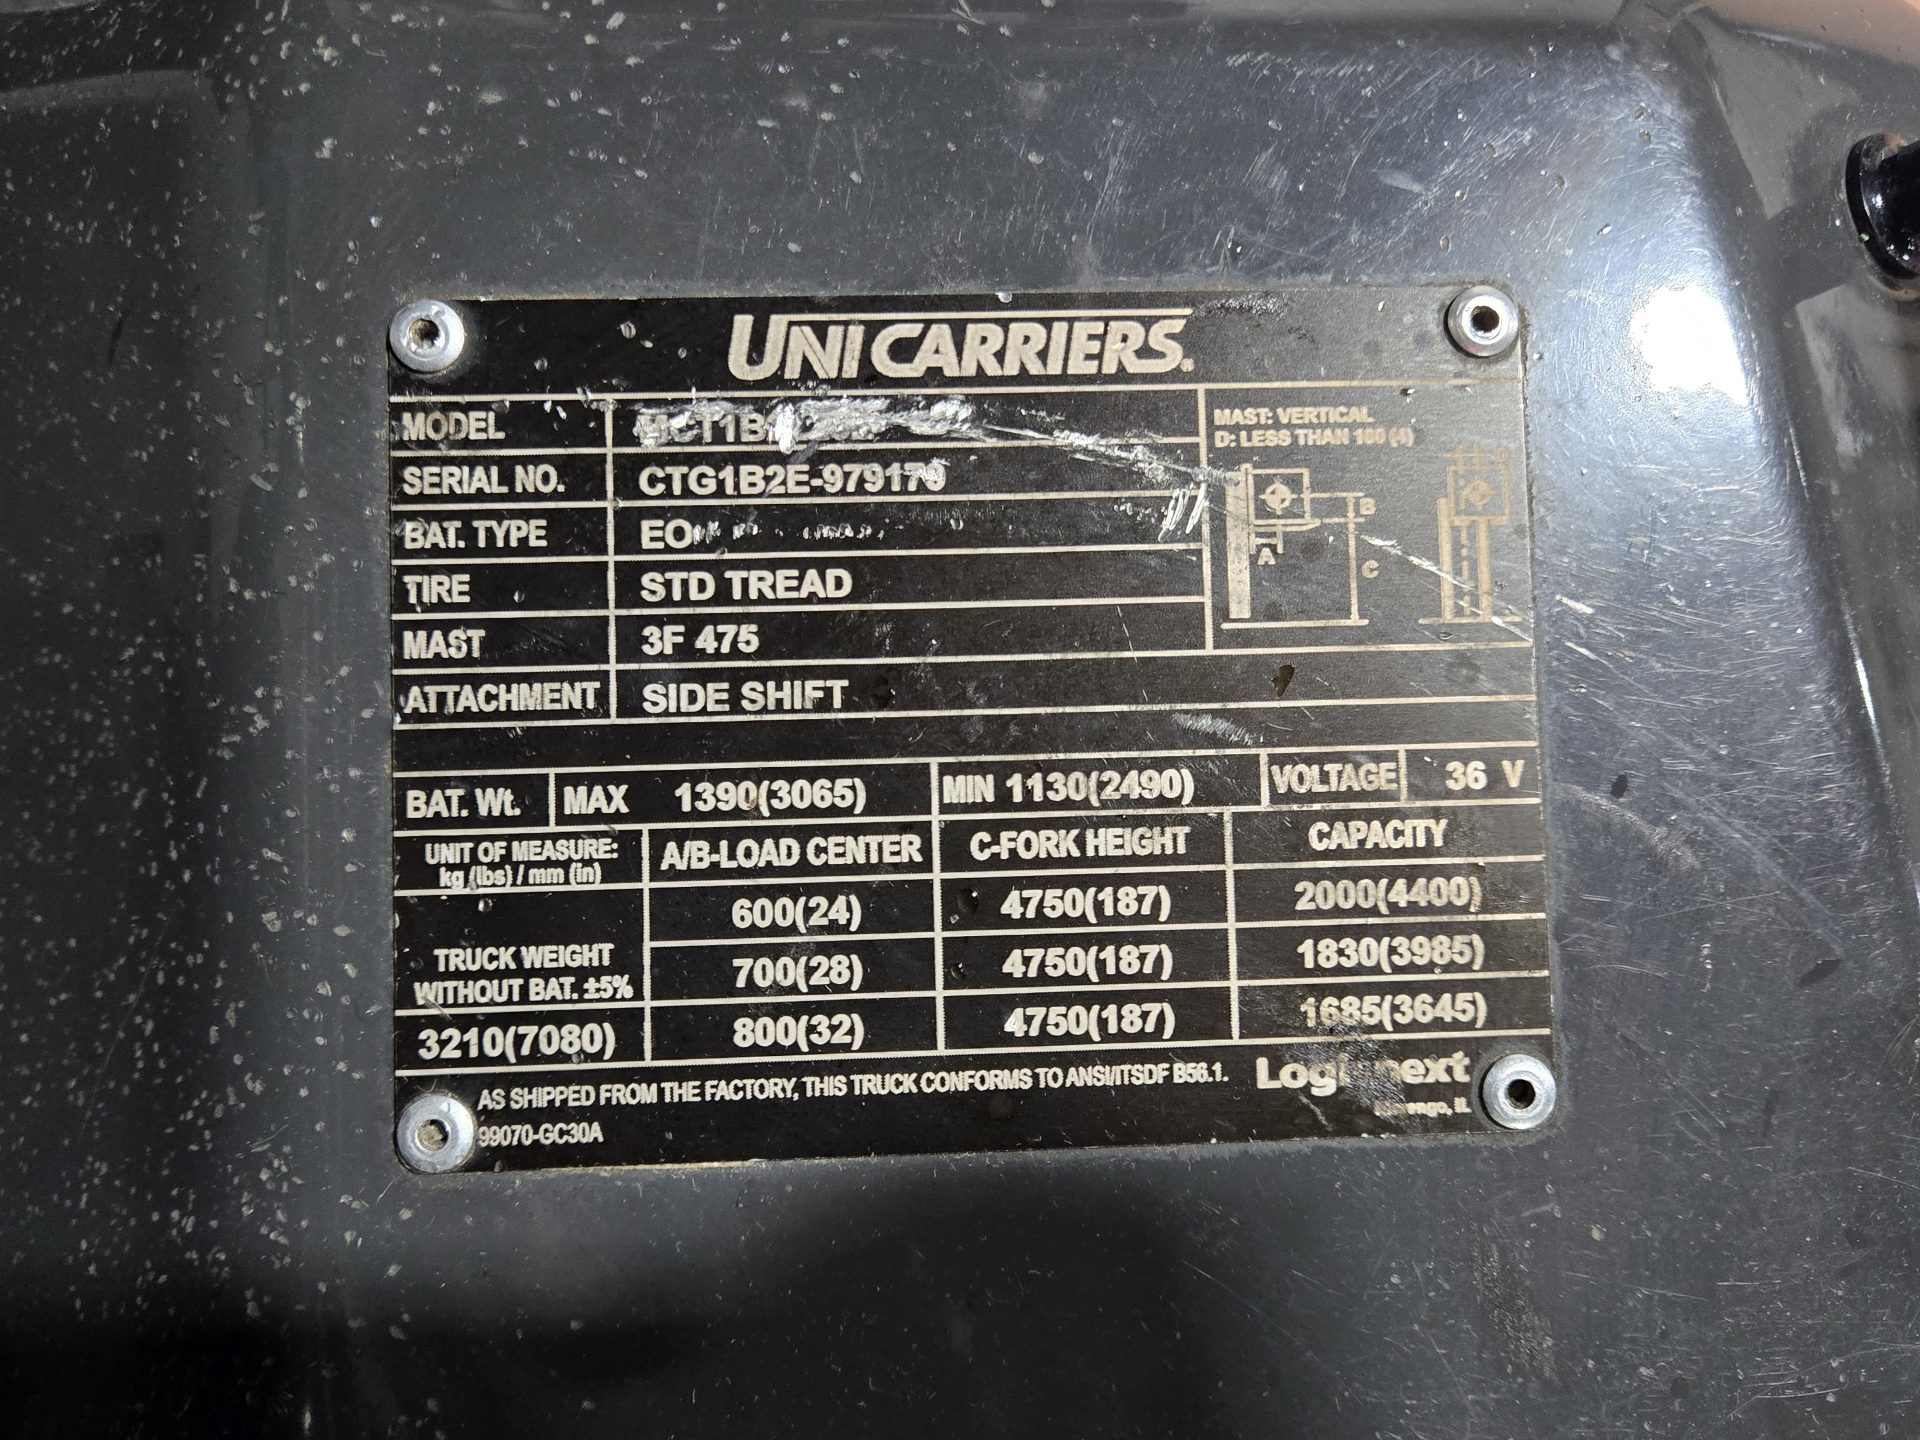 UNICARRIERS
MODEL
SERIAL NO. CTG1B2E-979170
BAT. TYPE
TIRE STD TREAD
MAST 3F 475
ATTACHMENT SIDE SHIFT
MAST: VERTICAL
D: LESS THAN 100 (4)
D
B
A
C
BAT. Wt. MAX 1390(3065) MIN 1130(2490) VOLTAGE 36 V
UNIT OF MEASURE:
kg (lbs) / mm (in)
A/B-LOAD CENTER C-FORK HEIGHT CAPACITY
600(24) 4750(187) 2000(4400)
700(28) 4750(187) 1830(3985)
800(32) 4750(187) 1685(3645)
TRUCK WEIGHT
WITHOUT BAT. ±5%
3210(7080)
AS SHIPPED FROM THE FACTORY, THIS TRUCK CONFORMS TO ANSI/ITSDF B56.1.
99070-GC30A
IL